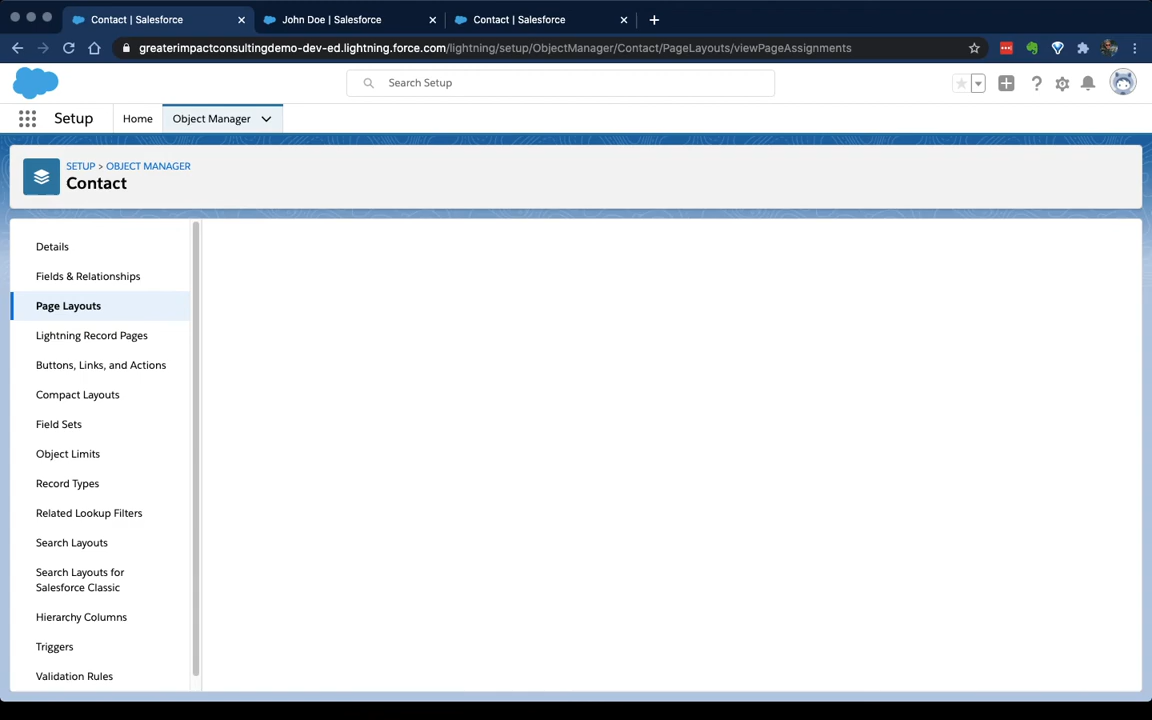 Contact | Salesforce
John Doe | Salesforce
Contact | Salesforce
greaterimpactconsultingdemo-dev-ed.lightning.force.com/lightning/setup/ObjectManager/Contact/PageLayouts/viewPageAssignments
Search Setup
Setup
Home
Object Manager
SETUP > OBJECT MANAGER
Contact
Details
Fields & Relationships
Page Layouts
Lightning Record Pages
Buttons, Links, and Actions
Compact Layouts
Field Sets
Object Limits
Record Types
Related Lookup Filters
Search Layouts
Search Layouts for
Salesforce Classic
Hierarchy Columns
Triggers
Validation Rules